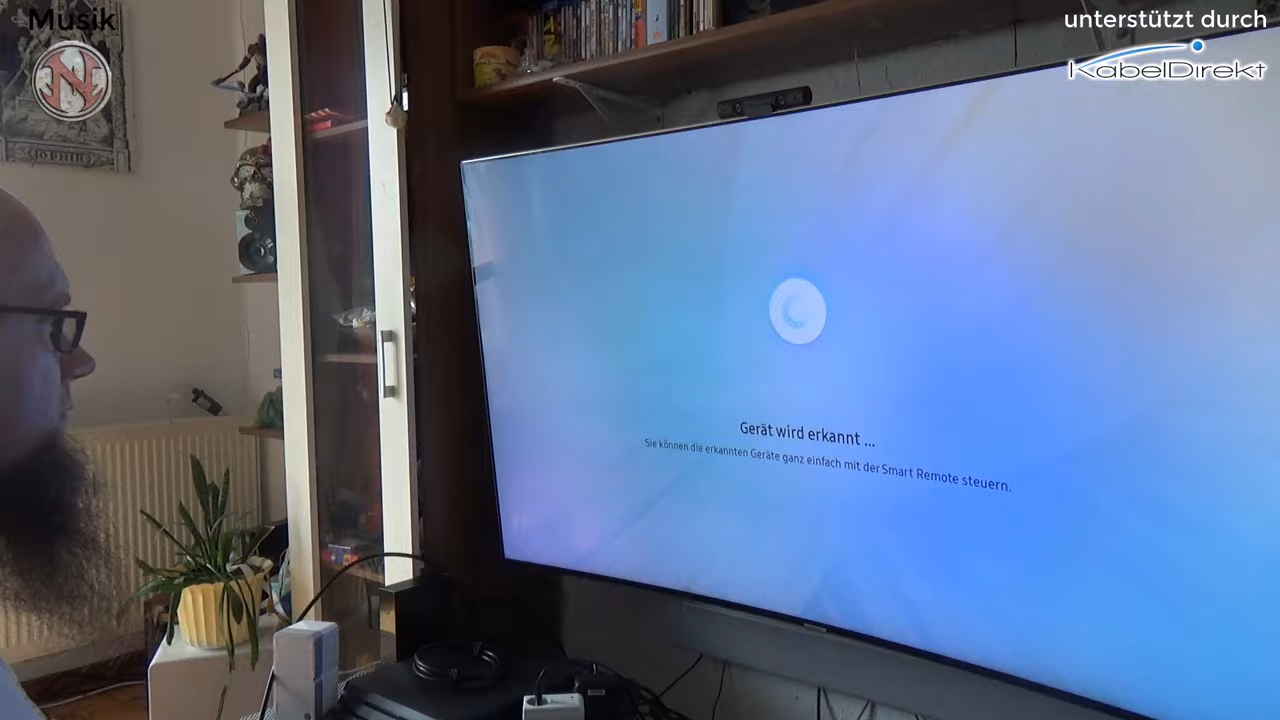 Musik
N
unterstützt durch
KabelDirekt
Gerät wird erkannt ...
Sie können die erkannten Geräte ganz einfach mit der Smart Remote steuern.